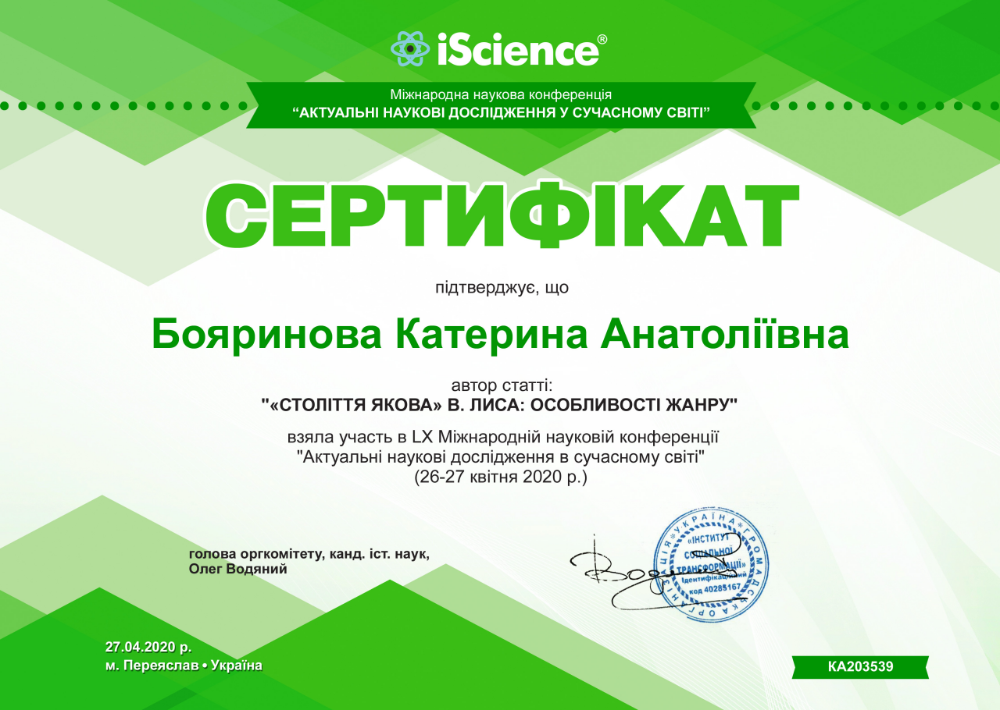 iScience®
Міжнародна наукова конференція
“АКТУАЛЬНІ НАУКОВІ ДОСЛІДЖЕННЯ У СУЧАСНОМУ СВІТІ”
СЕРТИФІКАТ
підтверджує, що
Бояринова Катерина Анатоліївна
автор статті:
"«СТОЛІТТЯ ЯКОВА» В. ЛИСА: ОСОБЛИВОСТІ ЖАНРУ"
взяла участь в LX Міжнародній науковій конференції
"Актуальні наукові дослідження в сучасному світі"
(26-27 квітня 2020 р.)
голова оргкомітету, канд. іст. наук,
Олег Водяний
УКРАЇНА * ГРОМАДСЬКА ОРГАНІЗАЦІЯ *
«ІНСТИТУТ
СОЦІАЛЬНОЇ
ТРАНСФОРМАЦІЇ»
Ідентифікаційний
код 40285167
27.04.2020 р.
м. Переяслав • Україна
КА203539